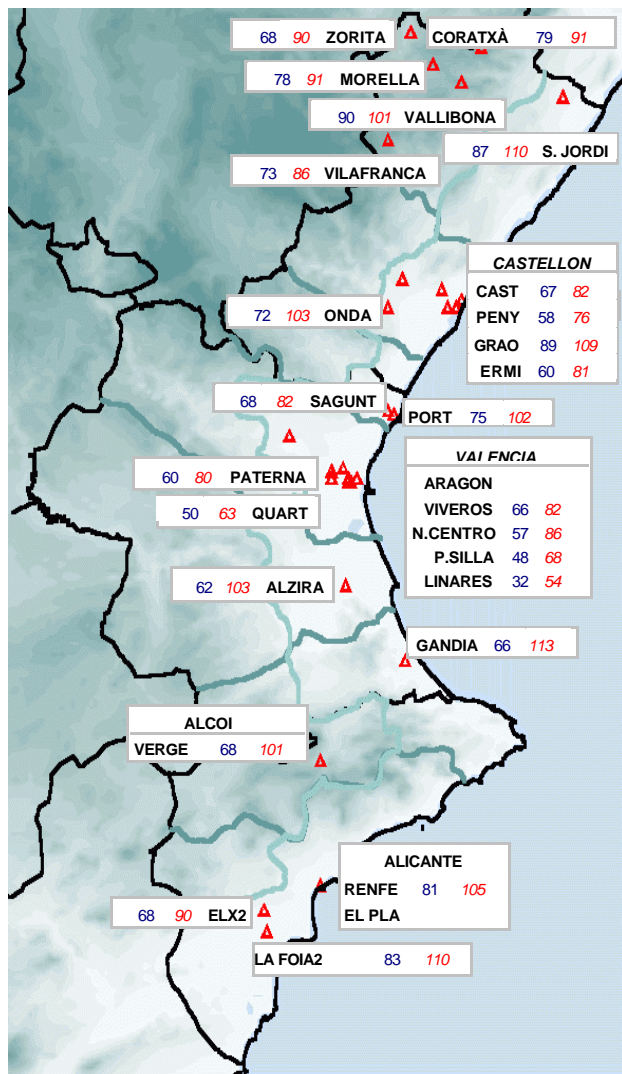 68 90 ZORITA
CORATXÀ 79 91
78 91 MORELLA
90 101 VALLIBONA
87 110 S. JORDI
73 86 VILAFRANCA
CASTELLON
CAST 67 82
PENY 58 76
GRAO 89 109
ERMI 60 81
72 103 ONDA
68 82 SAGUNT
PORT 75 102
VALENCIA
ARAGON
VIVEROS 66 82
N.CENTRO 57 86
P.SILLA 48 68
LINARES 32 54
60 80 PATERNA
50 63 QUART
62 103 ALZIRA
GANDIA 66 113
ALCOI
VERGE 68 101
ALICANTE
RENFE 81 105
EL PLA
68 90 ELX2
LA FOIA2 83 110